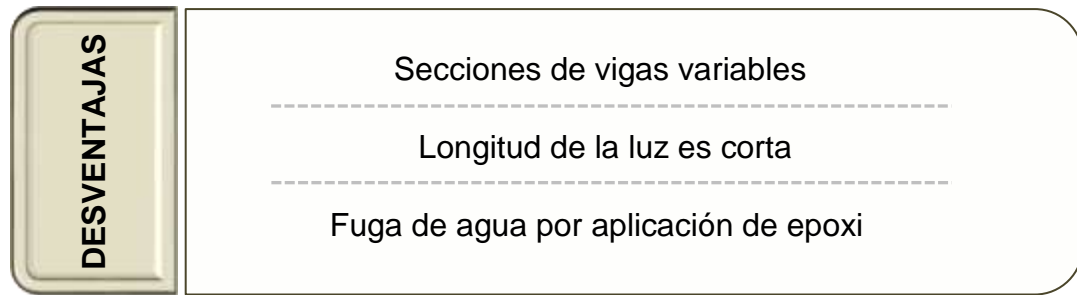 DESVENTAJAS
Secciones de vigas variables
Longitud de la luz es corta
Fuga de agua por aplicación de epoxi